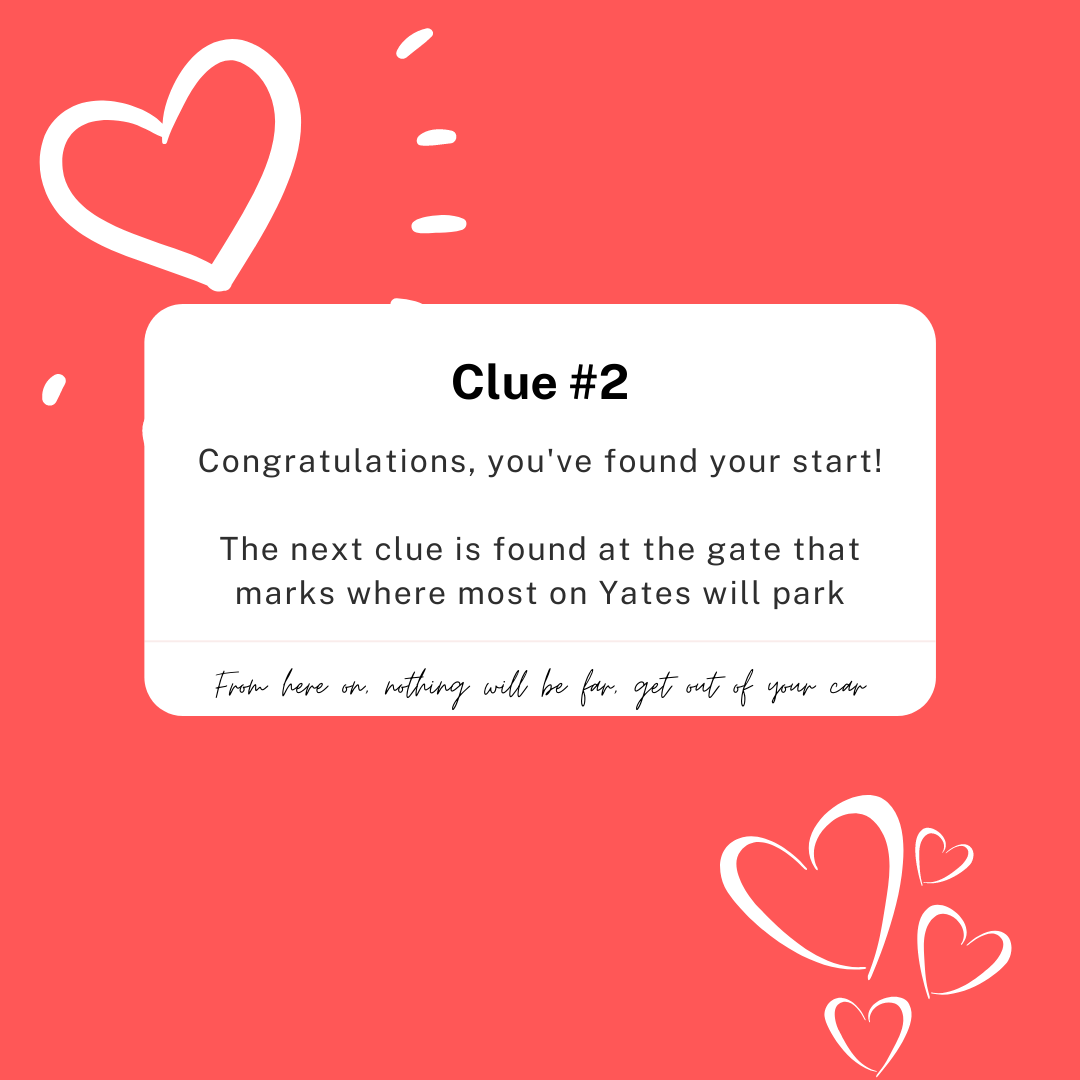 Clue #2
Congratulations, you've found your start!
The next clue is found at the gate that
marks where most on Yates will park
From here on, nothing will be far, get out of your car